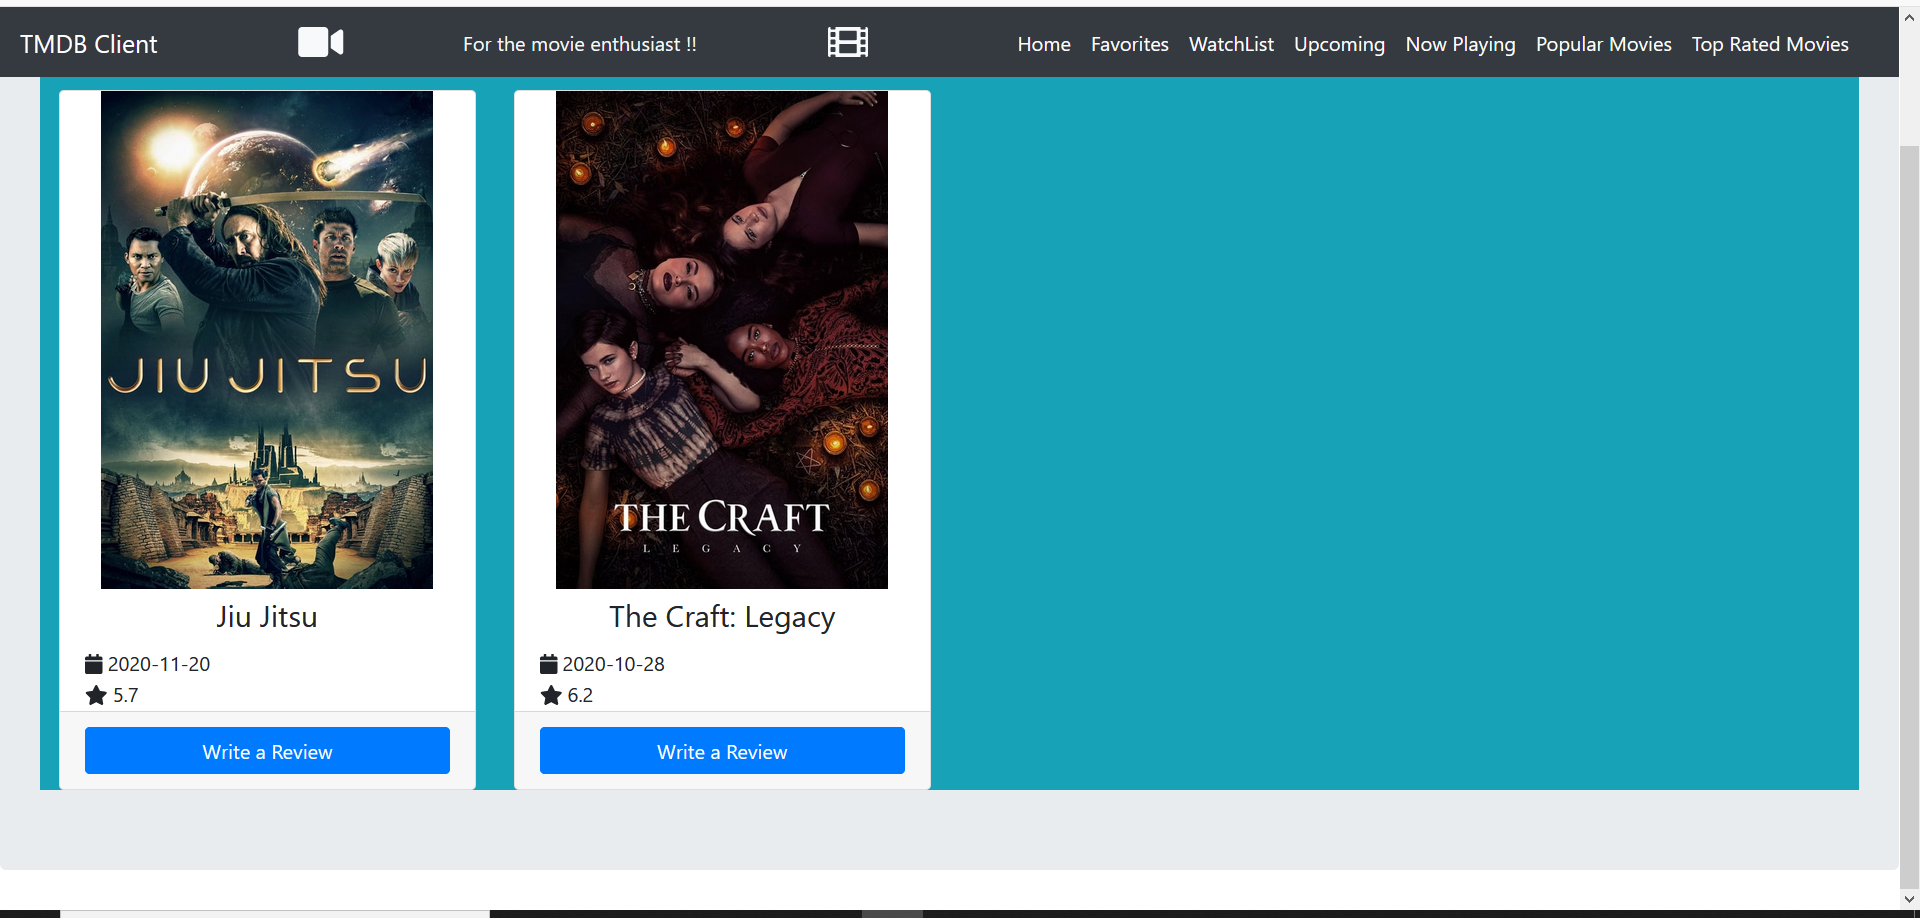 TMDB Client
For the movie enthusiast !!
Home Favorites WatchList Upcoming Now Playing Popular Movies Top Rated Movies
JIU JITSU
Jiu Jitsu
2020-11-20
5.7
Write a Review
THE CRAFT
LEGACY
The Craft: Legacy
2020-10-28
6.2
Write a Review